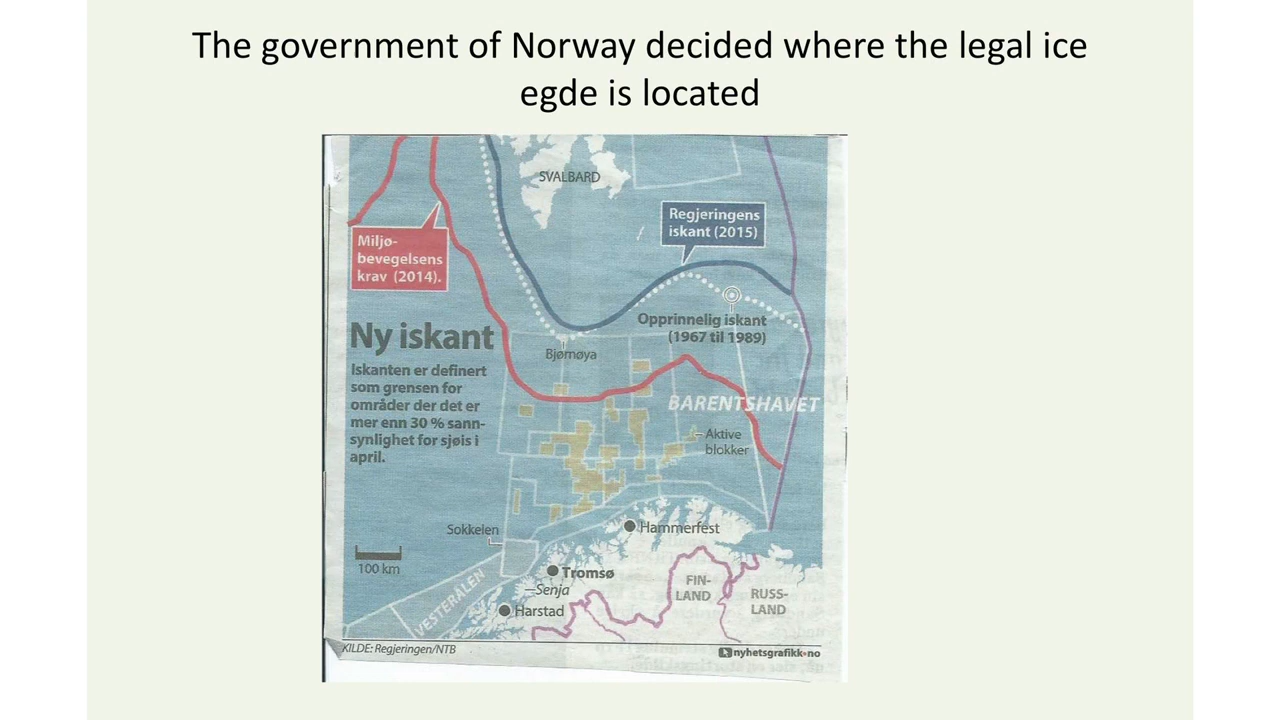 The government of Norway decided where the legal ice
egde is located
SVALBARD
Regjeringens
iskant (2015)
Miljø-
bevegelsens
krav (2014).
Opprinnelig iskant
(1967 til 1989)
Ny iskant
Bjørnøya
Iskanten er definert
som grensen for
områder der det er
mer enn 30 % sann-
synlighet for sjøis i
april.
BARENTSHAVET
Aktive
blokker
Sokkelen
Hammerfest
100 km
Tromsø
Senja
Harstad
VESTERÅLEN
FIN-
LAND
RUSS-
LAND
KILDE: Regjeringen/NTB
nyhetsgrafikk.no